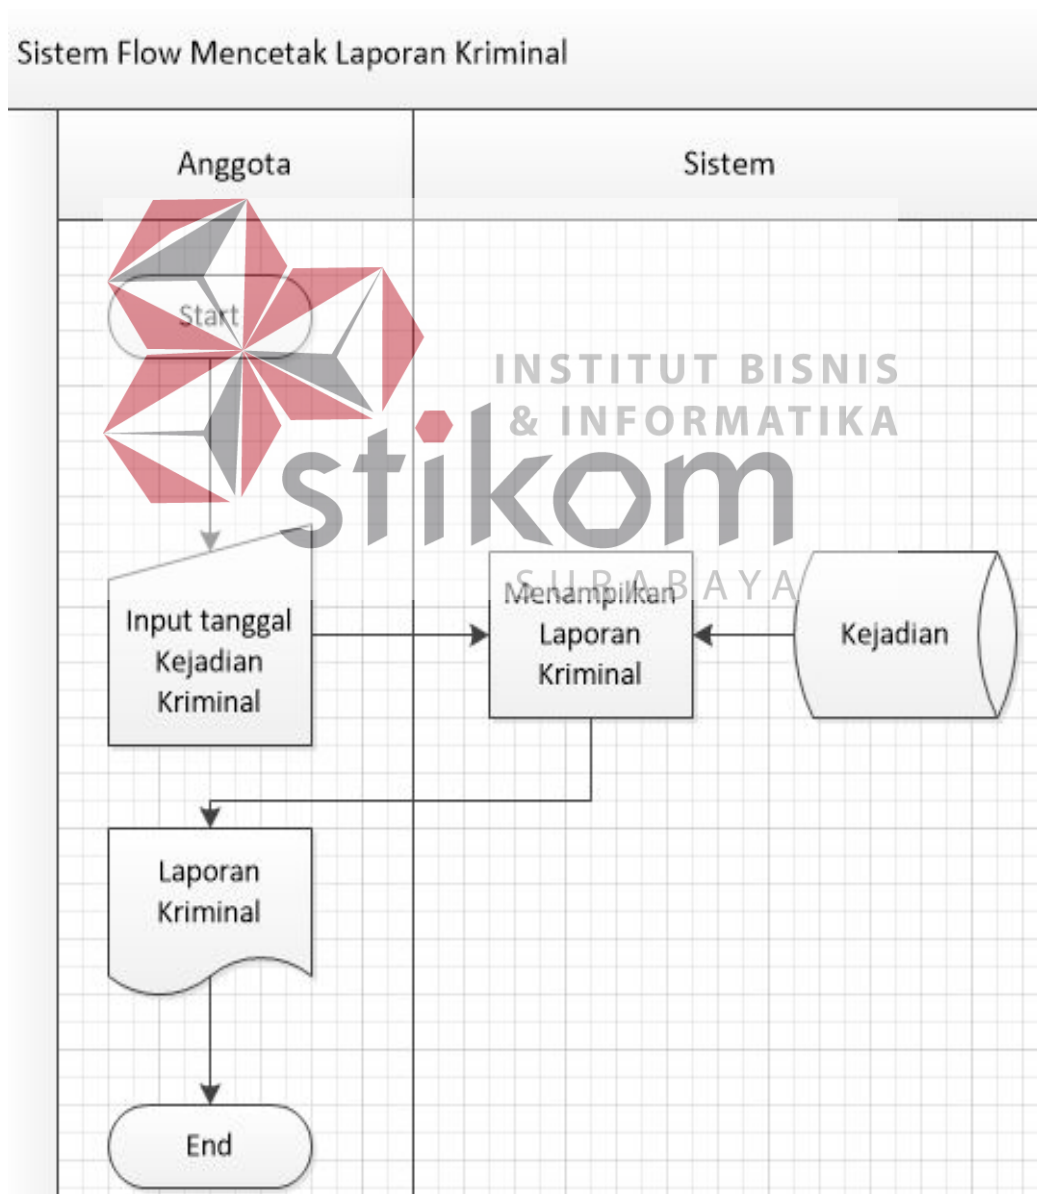 Sistem Flow Mencetak Laporan Kriminal
Anggota
Sistem
Start
INSTITUT BISNIS
& INFORMATIKA
stikom
SURABAYA
Input tanggal
Kejadian
Kriminal
Menampilkan
Laporan
Kriminal
Kejadian
Laporan
Kriminal
End